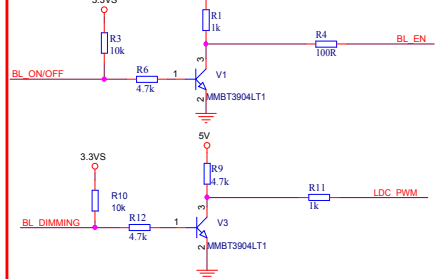 3.3VS
R1
1k
R3
10k
R4
100R
BL_EN
BL_ON/OFF
R6
4.7k
1
3
2
V1
MMBT3904LT1
5V
3.3VS
R9
4.7k
R10
10k
R11
1k
LDC_PWM
BL_DIMMING
R12
4.7k
1
3
2
V3
MMBT3904LT1